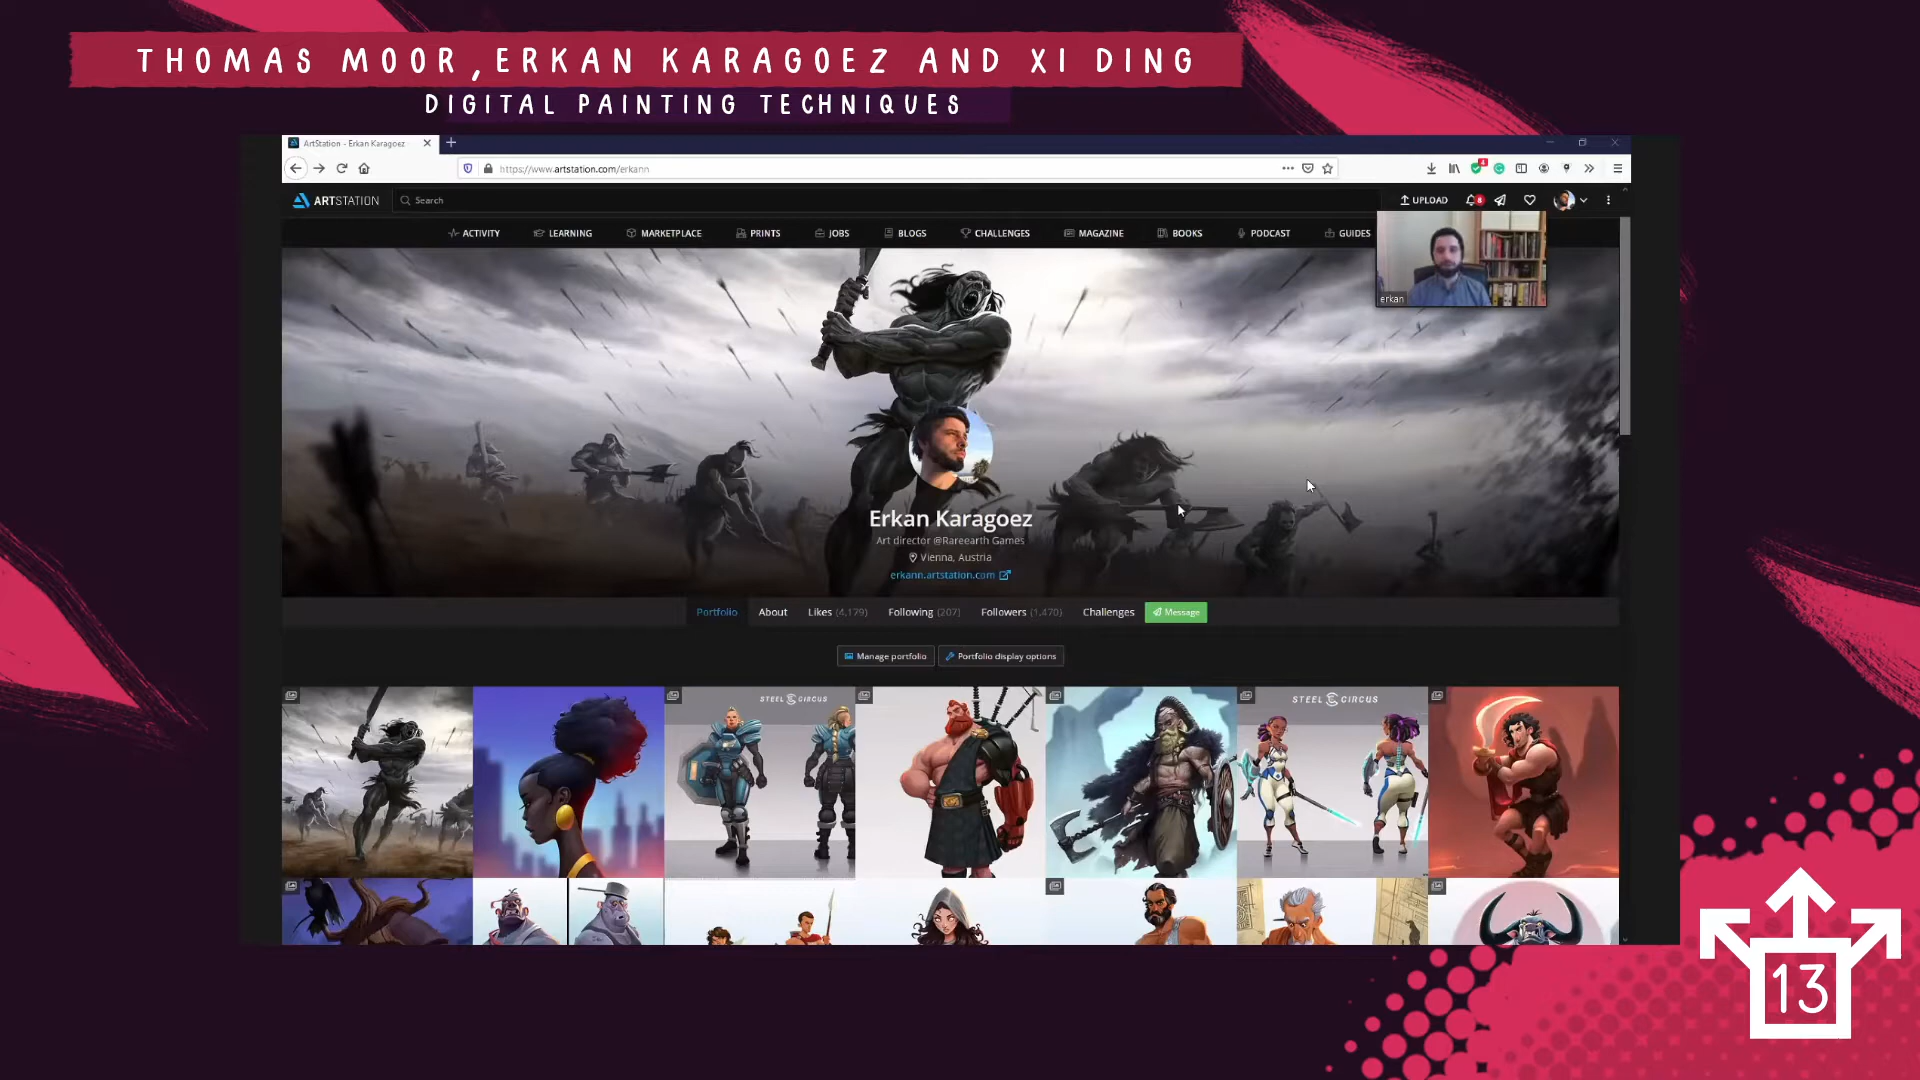 THOMAS MOOR, ERKAN KARAGOEZ AND XI DING
DIGITAL PAINTING TECHNIQUES
ArtStation - Erkan Karagoez
https://www.artstation.com/erkann
4
ARTSTATION
Search
UPLOAD
8
ACTIVITY
LEARNING
MARKETPLACE
PRINTS
JOBS
BLOGS
CHALLENGES
MAGAZINE
BOOKS
PODCAST
GUIDES
erkan
Erkan Karagoez
Art director @Rareearth Games
Vienna, Austria
erkann.artstation.com
Portfolio
About
Likes (4,179)
Following (207)
Followers (1,470)
Challenges
Message
Manage portfolio
Portfolio display options
STEEL CIRCUS
STEEL CIRCUS
13